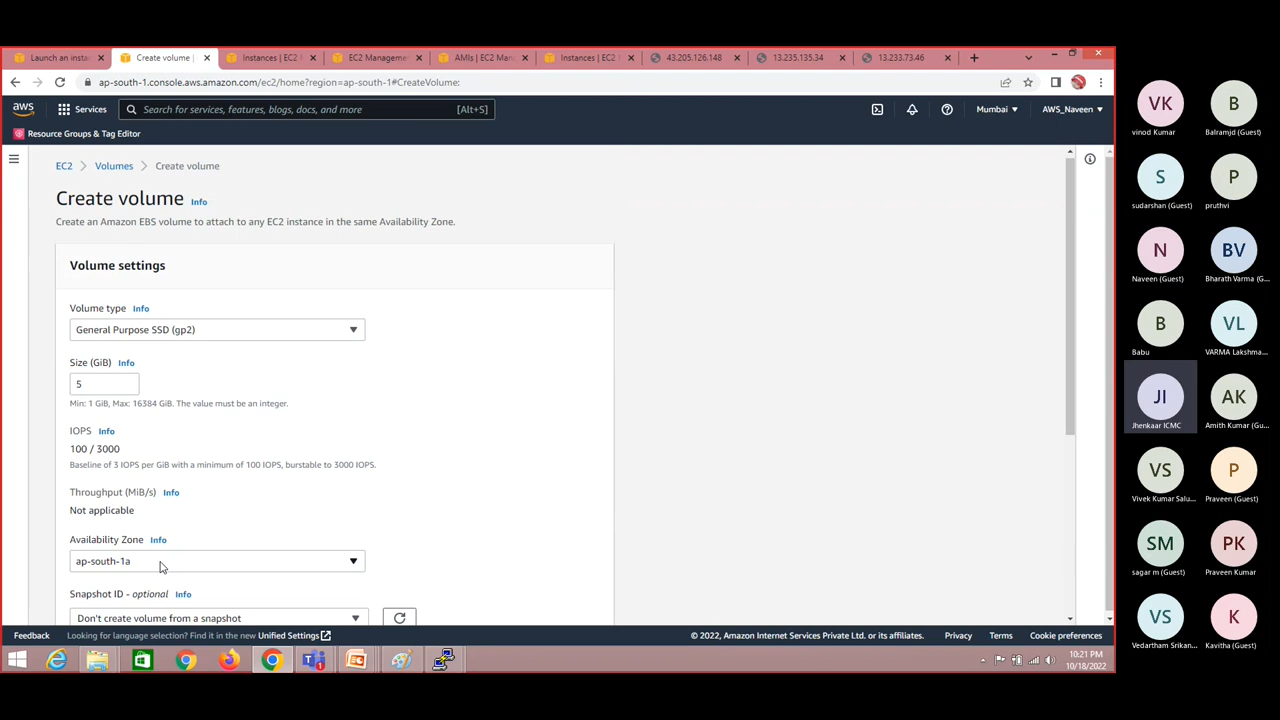 Launch an insta
Create volume |
Instances | EC2 M
EC2 Manageme
AMIs | EC2 Man
Instances | EC2 M
43.205.126.148
13.235.135.34
13.233.73.46
ap-south-1.console.aws.amazon.com/ec2/home?region=ap-south-1#CreateVolume:
aws
Services
Search for services, features, blogs, docs, and more
[Alt+S]
Mumbai
AWS_Naveen
Resource Groups & Tag Editor
EC2
Volumes
Create volume
Create volume Info
Create an Amazon EBS volume to attach to any EC2 instance in the same Availability Zone.
Volume settings
Volume type Info
General Purpose SSD (gp2)
Size (GiB) Info
5
Min: 1 GiB, Max: 16384 GiB. The value must be an integer.
IOPS Info
100 / 3000
Baseline of 3 IOPS per GiB with a minimum of 100 IOPS, burstable to 3000 IOPS.
Throughput (MiB/s) Info
Not applicable
Availability Zone Info
ap-south-1a
Snapshot ID - optional Info
Don't create volume from a snapshot
Feedback
Looking for language selection? Find it in the new Unified Settings
© 2022, Amazon Internet Services Private Ltd. or its affiliates.
Privacy
Terms
Cookie preferences
10:21 PM
10/18/2022
VK
vinod Kumar
B
Balramjd (Guest)
S
sudarshan (Guest)
P
pruthvi
N
Naveen (Guest)
BV
Bharath Varma (G...
B
Babu
VL
VARMA Lakshma...
JI
Jhenkaar ICMC
AK
Amith Kumar (Gu...
VS
Vivek Kumar Salu...
P
Praveen (Guest)
SM
sagar m (Guest)
PK
Praveen Kumar
VS
Vedartham Srikan...
K
Kavitha (Guest)